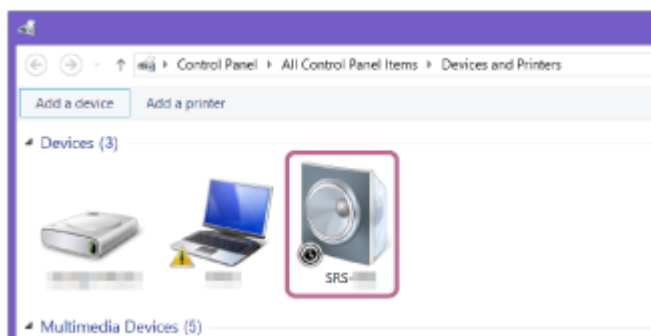 Control Panel All Control Panel Items Devices and Printers
Add a device Add a printer
Devices (3)
SRS-
Multimedia Devices (5)